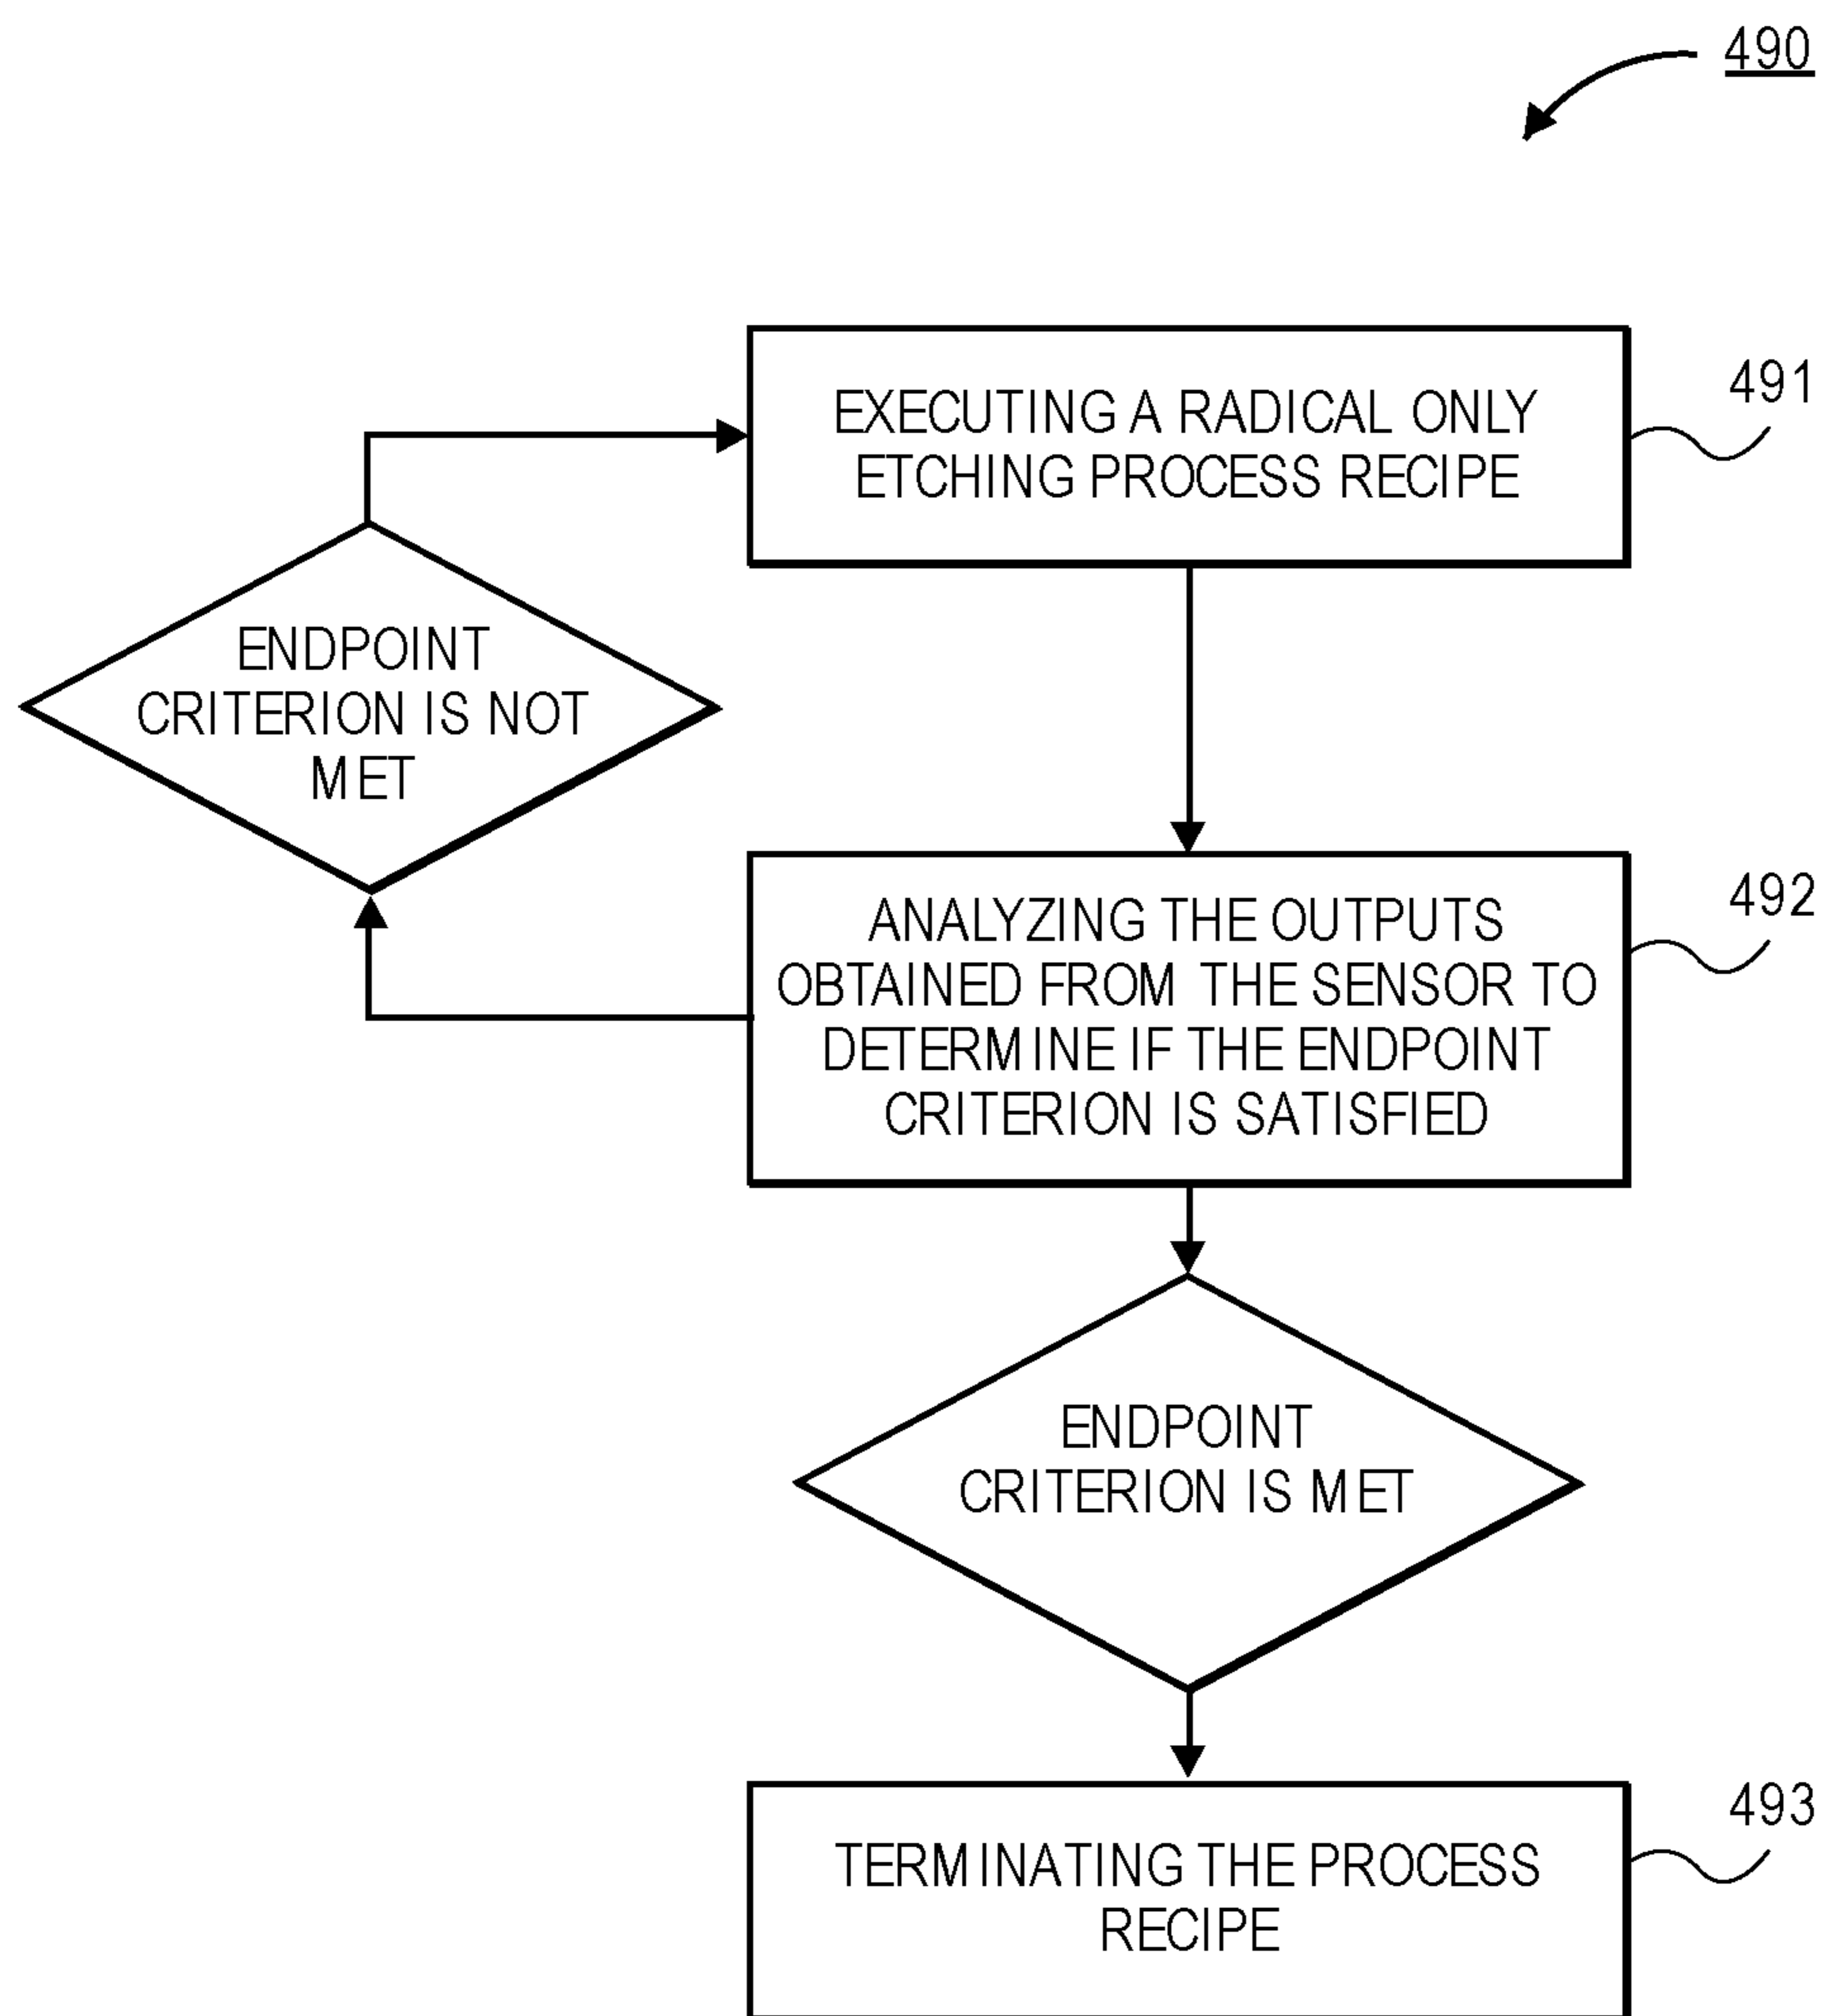 490
EXECUTING A RADICAL ONLY
ETCHING PROCESS RECIPE
491
ENDPOINT
CRITERION IS NOT
MET
ANALYZING THE OUTPUTS
OBTAINED FROM THE SENSOR TO
DETERMINE IF THE ENDPOINT
CRITERION IS SATISFIED
492
ENDPOINT
CRITERION IS MET
TERMINATING THE PROCESS
RECIPE
493